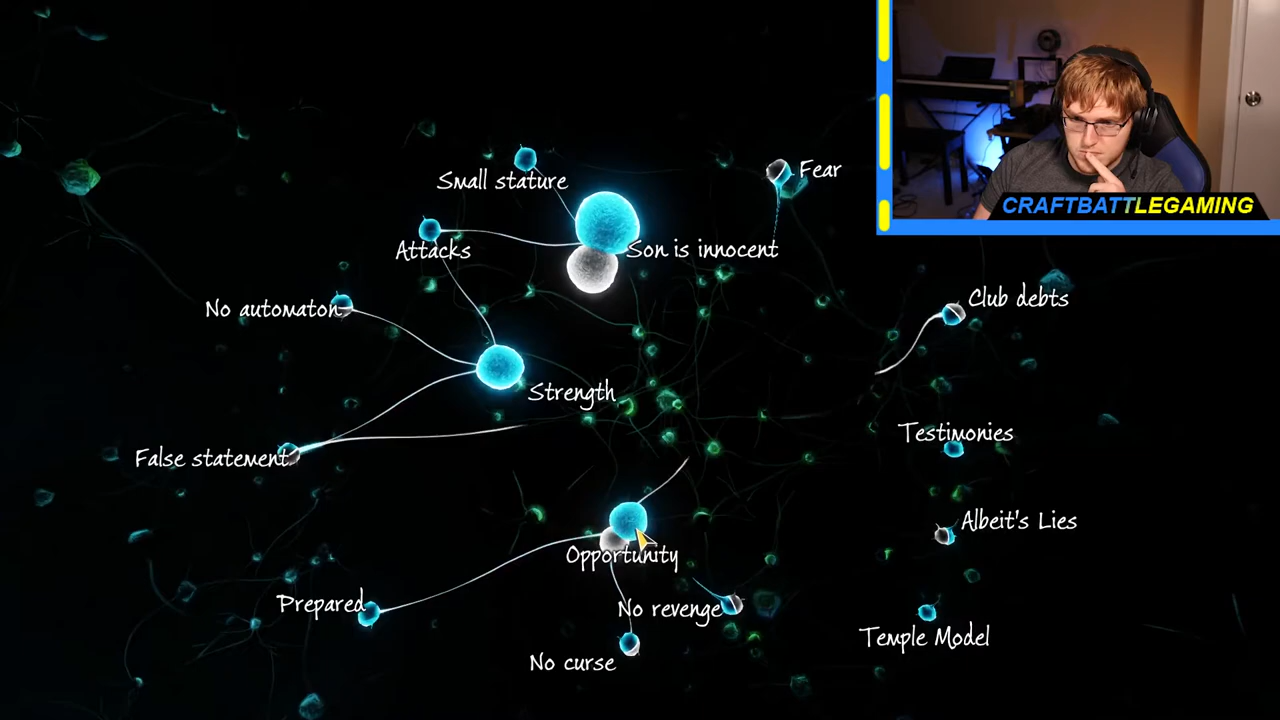 Small stature
Fear
CRAFTBATTLEGAMING
Attacks
Son is innocent
No automaton
Club debts
Strength
Testimonies
False statement
Albeit's Lies
Opportunity
Prepared
No revenge
Temple Model
No curse